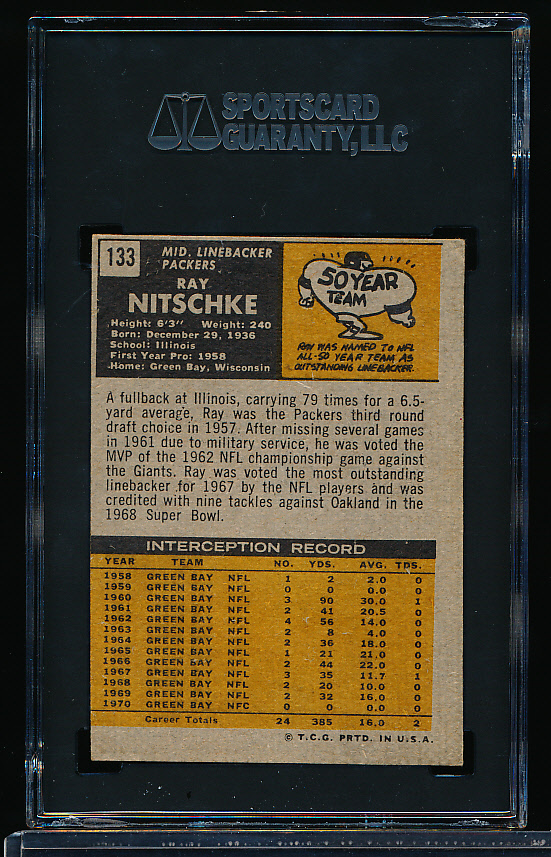 SPORTSCARD
GUARANTY, LLC
133
MID. LINEBACKER
PACKERS
RAY
NITSCHKE
Height: 6'3" Weight: 240
Born: December 29, 1936
School: Illinois
First Year Pro: 1958
Home: Green Bay, Wisconsin
50 YEAR
TEAM
RAY WAS NAMED TO NFL
ALL-50 YEAR TEAM AS
OUTSTANDING LINEBACKER.
A fullback at Illinois, carrying 79 times for a 6.5-
yard average, Ray was the Packers third round
draft choice in 1957. After missing several games
in 1961 due to military service, he was voted the
MVP of the 1962 NFL championship game against
the Giants. Ray was voted the most outstanding
linebacker for 1967 by the NFL players and was
credited with nine tackles against Oakland in the
1968 Super Bowl.
INTERCEPTION RECORD
YEAR TEAM NO. YDS. AVG. TDS.
1958 GREEN BAY NFL 1 2 2.0 0
1959 GREEN BAY NFL 0 0 0.0 0
1960 GREEN BAY NFL 3 90 30.0 1
1961 GREEN BAY NFL 2 41 20.5 0
1962 GREEN BAY NFL 4 56 14.0 0
1963 GREEN BAY NFL 2 8 4.0 0
1964 GREEN BAY NFL 2 36 18.0 0
1965 GREEN BAY NFL 1 21 21.0 0
1966 GREEN BAY NFL 2 44 22.0 0
1967 GREEN BAY NFL 3 35 11.7 1
1968 GREEN BAY NFL 2 20 10.0 0
1969 GREEN BAY NFL 2 32 16.0 0
1970 GREEN BAY NFC 0 0 0.0 0
Career Totals 24 385 16.0 2
© T.C.G. PRTD. IN U.S.A.